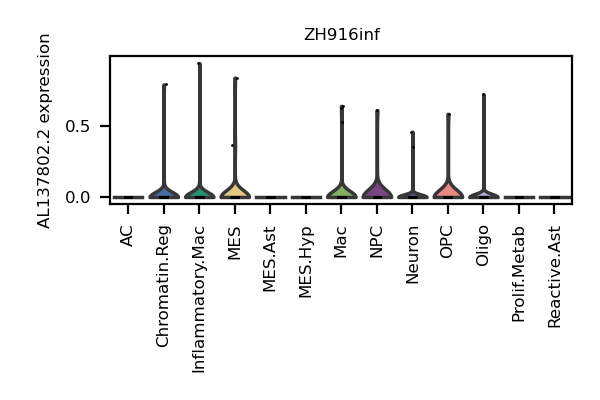 ZH916inf
AL137802.2 expression
0.5
0.0
AC
Chromatin.Reg
Inflammatory.Mac
MES
MES.Ast
MES.Hyp
Mac
NPC
Neuron
OPC
Oligo
Prolif.Metab
Reactive.Ast